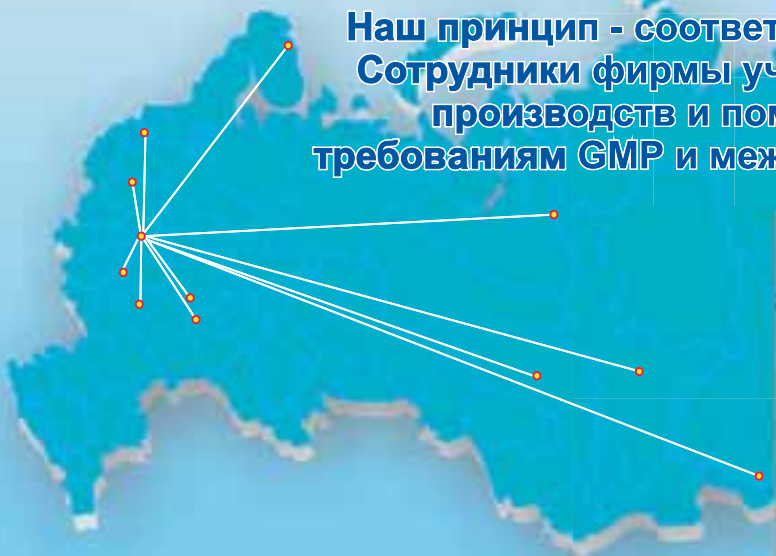 Наш принцип - соответ
Сотрудники фирмы уч
производств и пом
требованиям GMP и меж